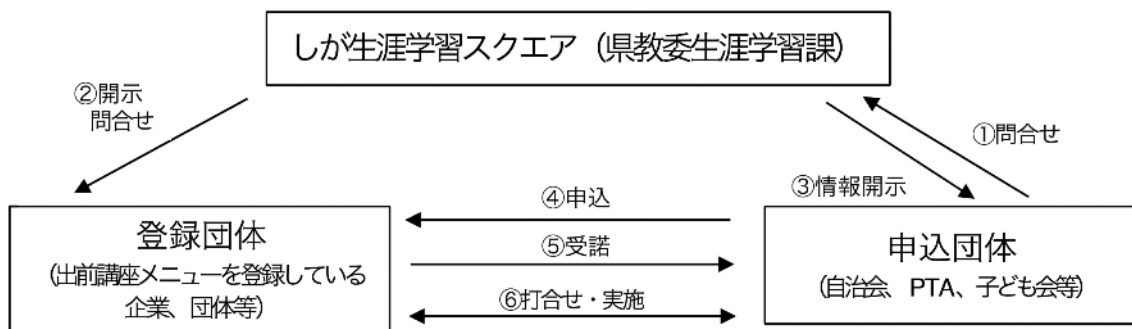 しが生涯学習スクエア（県教委生涯学習課）
②開示
問合せ
①問合せ
③情報開示
④申込
⑤受諾
⑥打合せ・実施
登録団体
（出前講座メニューを登録している
企業、団体等）
申込団体
（自治会、PTA、子ども会等）